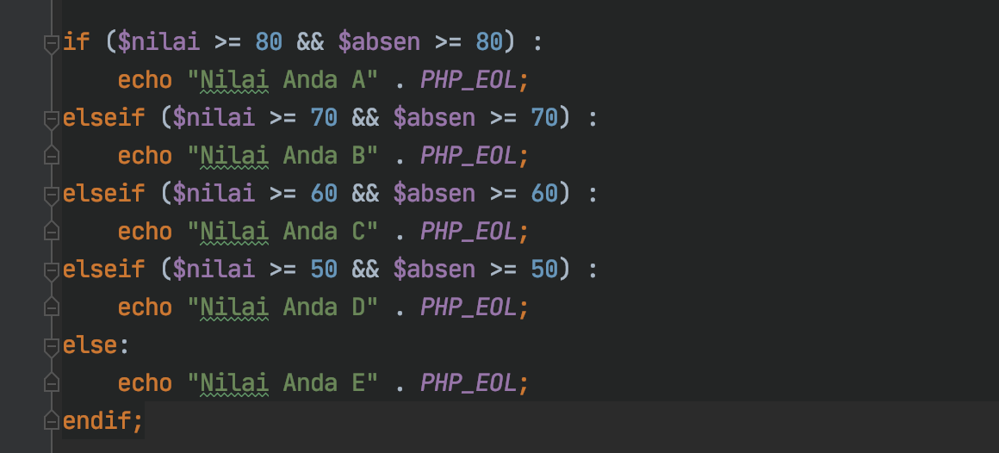 if ($nilai >= 80 && $absen >= 80) :
    echo "Nilai Anda A" . PHP_EOL;
elseif ($nilai >= 70 && $absen >= 70) :
    echo "Nilai Anda B" . PHP_EOL;
elseif ($nilai >= 60 && $absen >= 60) :
    echo "Nilai Anda C" . PHP_EOL;
elseif ($nilai >= 50 && $absen >= 50) :
    echo "Nilai Anda D" . PHP_EOL;
else:
    echo "Nilai Anda E" . PHP_EOL;
endif;